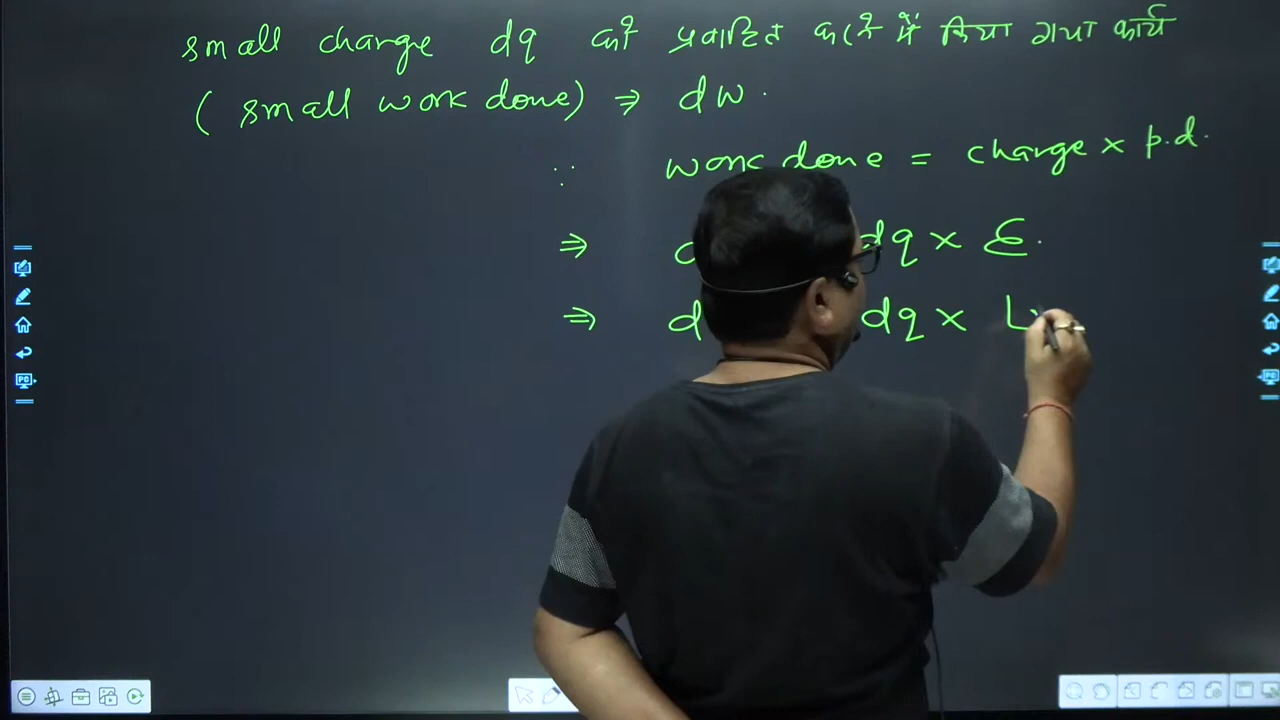 small charge dq को प्रवाहित करने में किया गया कार्य
( small work done) ⇒ dW.
∵ work done = charge × p.d.
⇒ dq × ℰ.
⇒ d dq × L